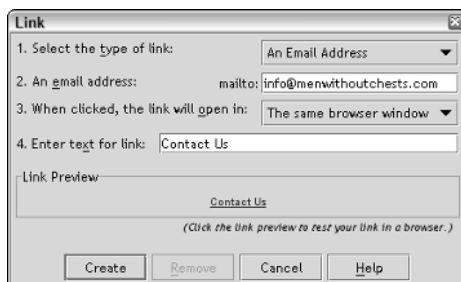 Link
1. Select the type of link: An Email Address
2. An email address: mailto: info@menwithoutchests.com
3. When clicked, the link will open in: The same browser window
4. Enter text for link: Contact Us
Link Preview
Contact Us
(Click the link preview to test your link in a browser.)
Create Remove Cancel Help